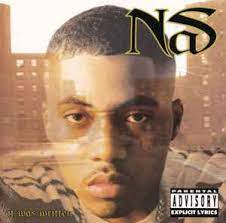 NaS
it was written
PARENTAL
ADVISORY
EXPLICIT LYRICS